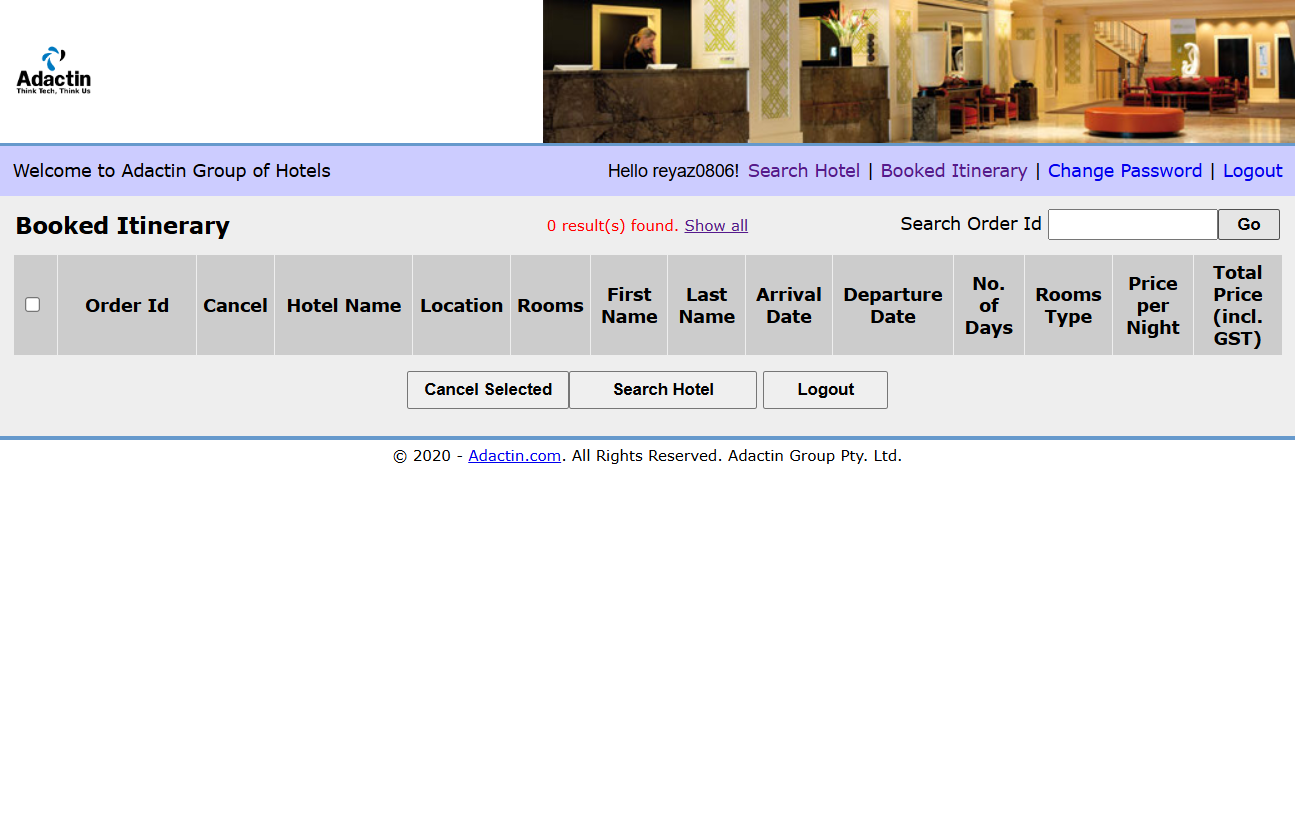 Adactin
Think Tech, Think Us
Welcome to Adactin Group of Hotels
Hello reyaz0806! Search Hotel | Booked Itinerary | Change Password | Logout
Booked Itinerary
0 result(s) found. Show all
Search Order Id
Go
Order Id
Cancel
Hotel Name
Location
Rooms
First
Name
Last
Name
Arrival
Date
Departure
Date
No.
of
Days
Rooms
Type
Price
per
Night
Total
Price
(incl.
GST)
Cancel Selected
Search Hotel
Logout
© 2020 - Adactin.com. All Rights Reserved. Adactin Group Pty. Ltd.